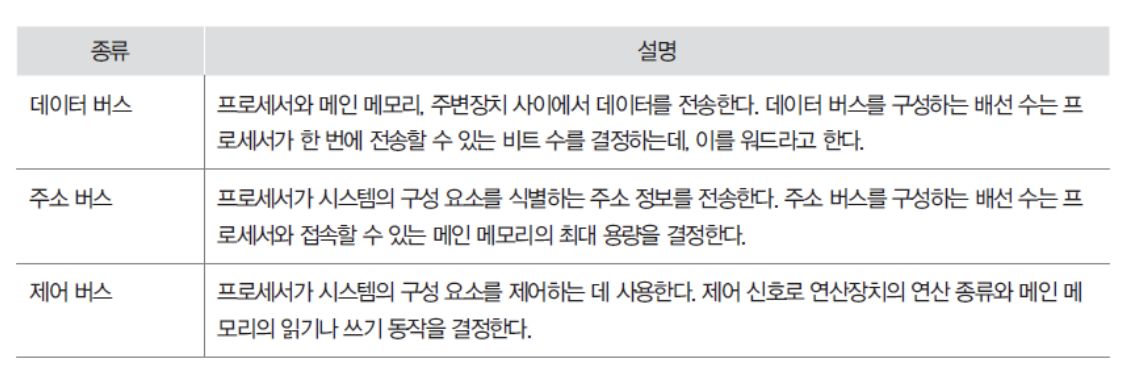 종류 설명
데이터 버스 프로세서와 메인 메모리, 주변장치 사이에서 데이터를 전송한다. 데이터 버스를 구성하는 배선 수는 프
로세서가 한 번에 전송할 수 있는 비트 수를 결정하는데, 이를 워드라고 한다.
주소 버스 프로세서가 시스템의 구성 요소를 식별하는 주소 정보를 전송한다. 주소 버스를 구성하는 배선 수는 프
로세서와 접속할 수 있는 메인 메모리의 최대 용량을 결정한다.
제어 버스 프로세서가 시스템의 구성 요소를 제어하는 데 사용한다. 제어 신호로 연산장치의 연산 종류와 메인 메
모리의 읽기나 쓰기 동작을 결정한다.